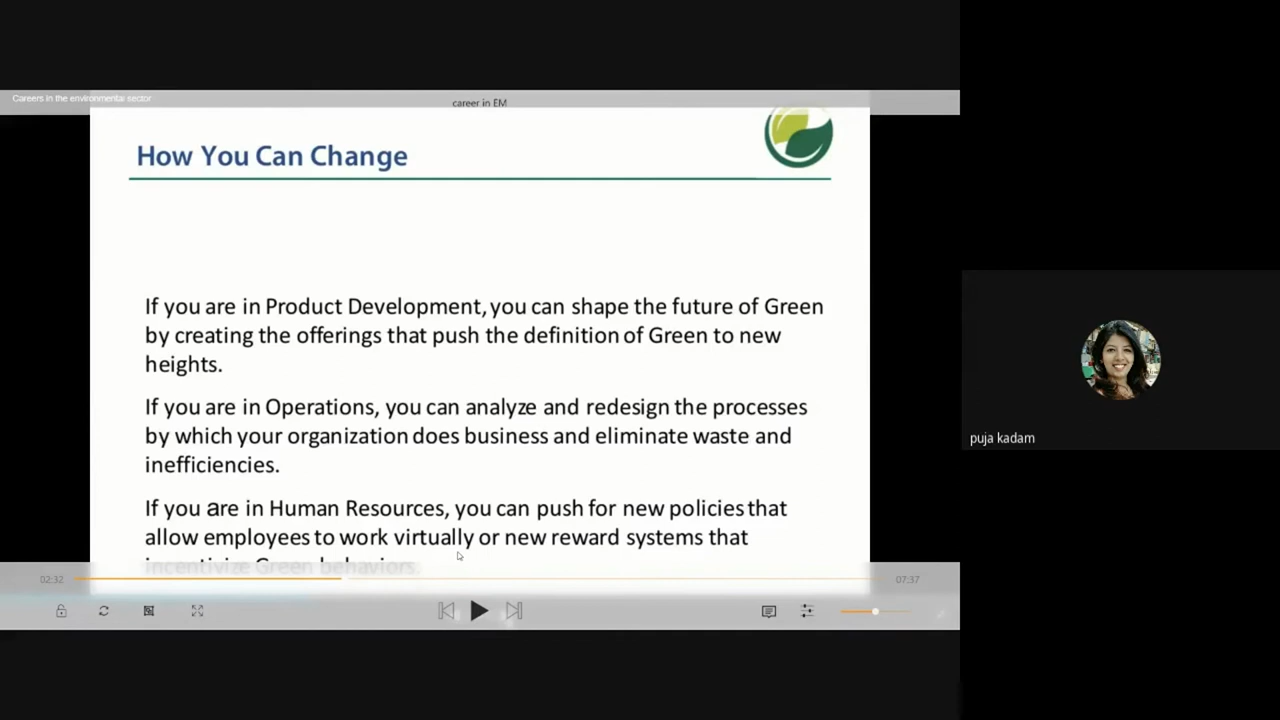 Careers in the environmental sector
career in EM
How You Can Change
If you are in Product Development, you can shape the future of Green
by creating the offerings that push the definition of Green to new
heights.
If you are in Operations, you can analyze and redesign the processes
by which your organization does business and eliminate waste and
inefficiencies.
If you are in Human Resources, you can push for new policies that
allow employees to work virtually or new reward systems that
incentivize Green behaviors.
puja kadam
02:32
07:37